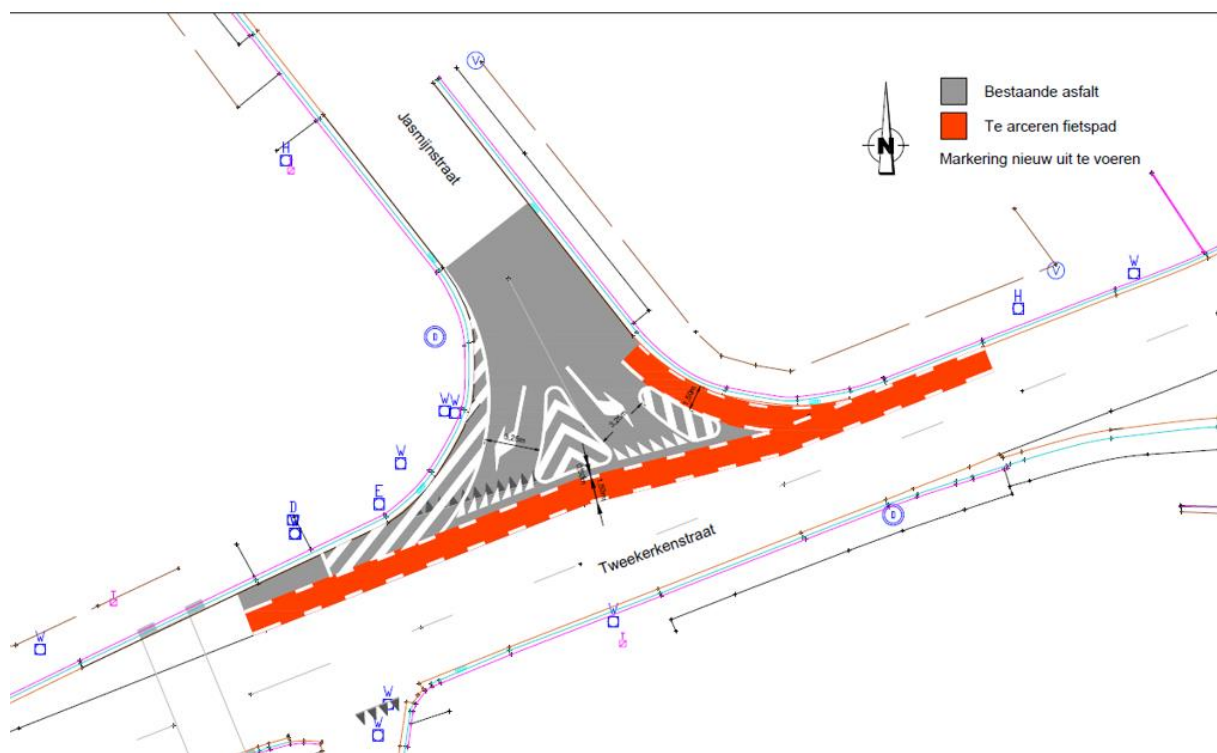 V
Bestaande asfalt
Te arceren fietspad
N
Markering nieuw uit te voeren
Jasmijnstraat
H
V
W
H
D
W W
W
E
D
W
D
Tweekerkenstraat
T
W
W
T
W
W